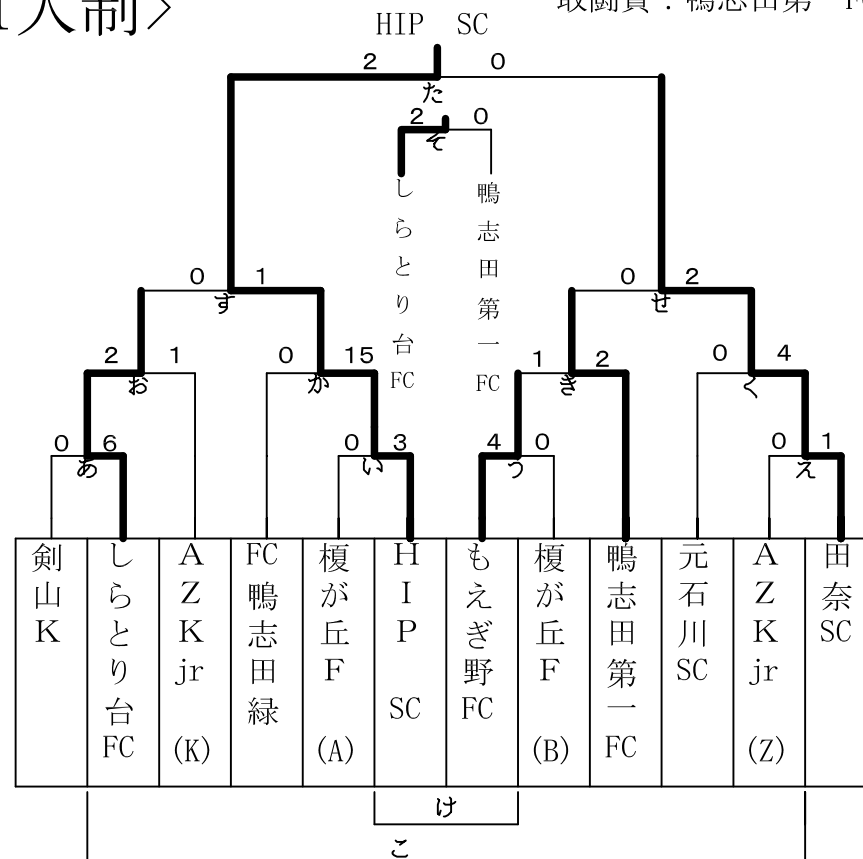 人制>
HIP SC
2 0
た
2 0
そ
しらとり台FC
鴨志田第一FC
0 1
す
0 2
せ
2 1
お
0 15
か
1 2
き
0 4
く
0 6
あ
0 3
い
4 0
う
0 1
え
剣山K
しらとり台FC
AZKjr(K)
FC鴨志田緑
榎が丘F(A)
HIP SC
もえぎ野FC
榎が丘F(B)
鴨志田第一FC
元石川SC
AZKjr(Z)
田奈SC
け
こ